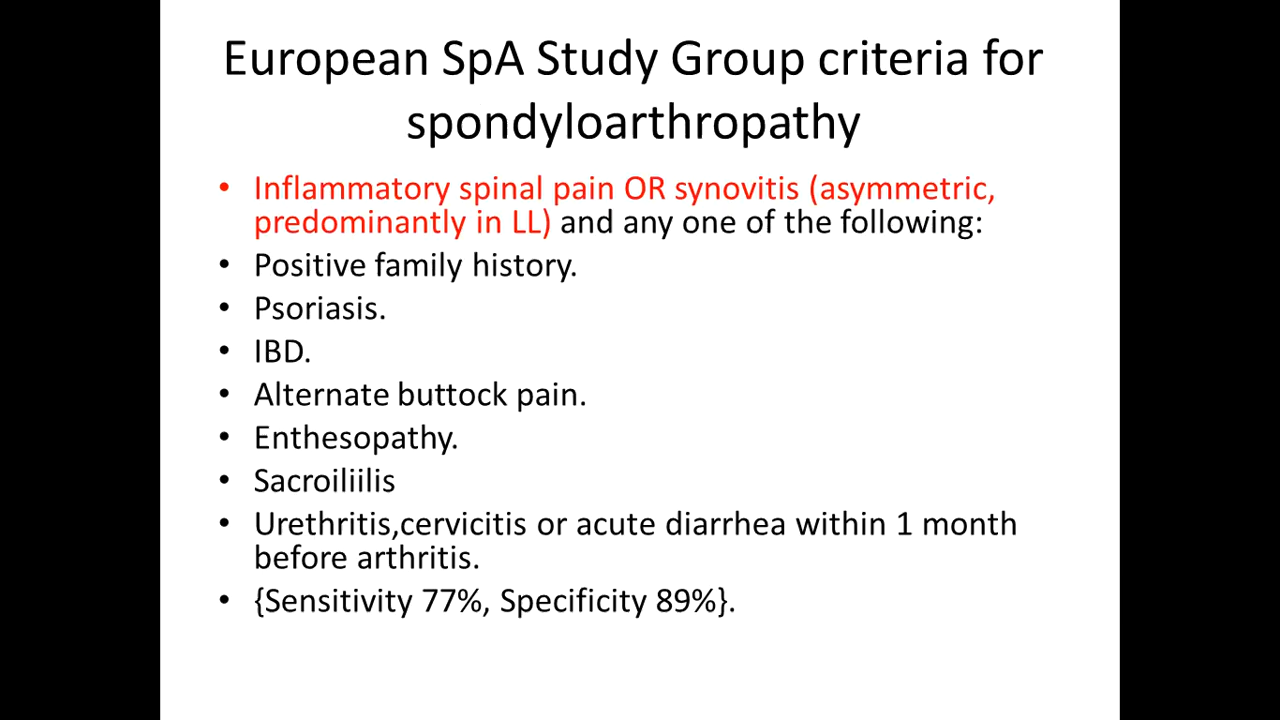 European SpA Study Group criteria for
spondyloarthropathy
• Inflammatory spinal pain OR synovitis (asymmetric,
predominantly in LL) and any one of the following:
• Positive family history.
• Psoriasis.
• IBD.
• Alternate buttock pain.
• Enthesopathy.
• Sacroiliilis
• Urethritis,cervicitis or acute diarrhea within 1 month
before arthritis.
• {Sensitivity 77%, Specificity 89%}.